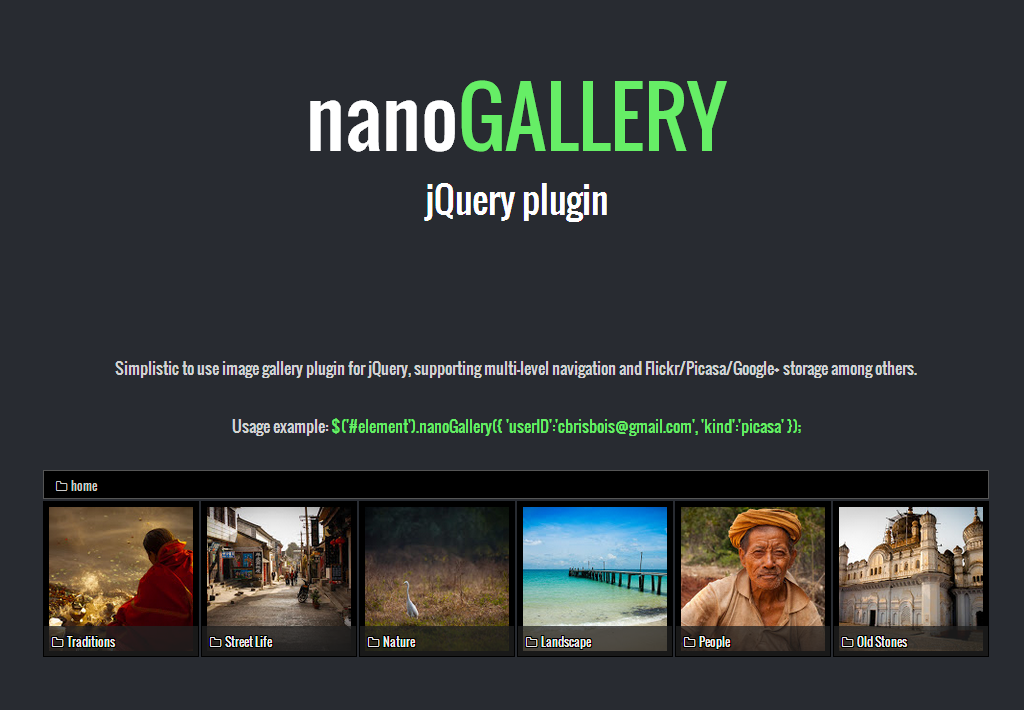 nanoGALLERY
jQuery plugin
Simplistic to use image gallery plugin for jQuery, supporting multi-level navigation and Flickr/Picasa/Google+ storage among others.
Usage example: $('#element').nanoGallery({ 'userID':'cbrisbois@gmail.com', 'kind':'picasa' });
home
Traditions
Street Life
Nature
Landscape
People
Old Stones